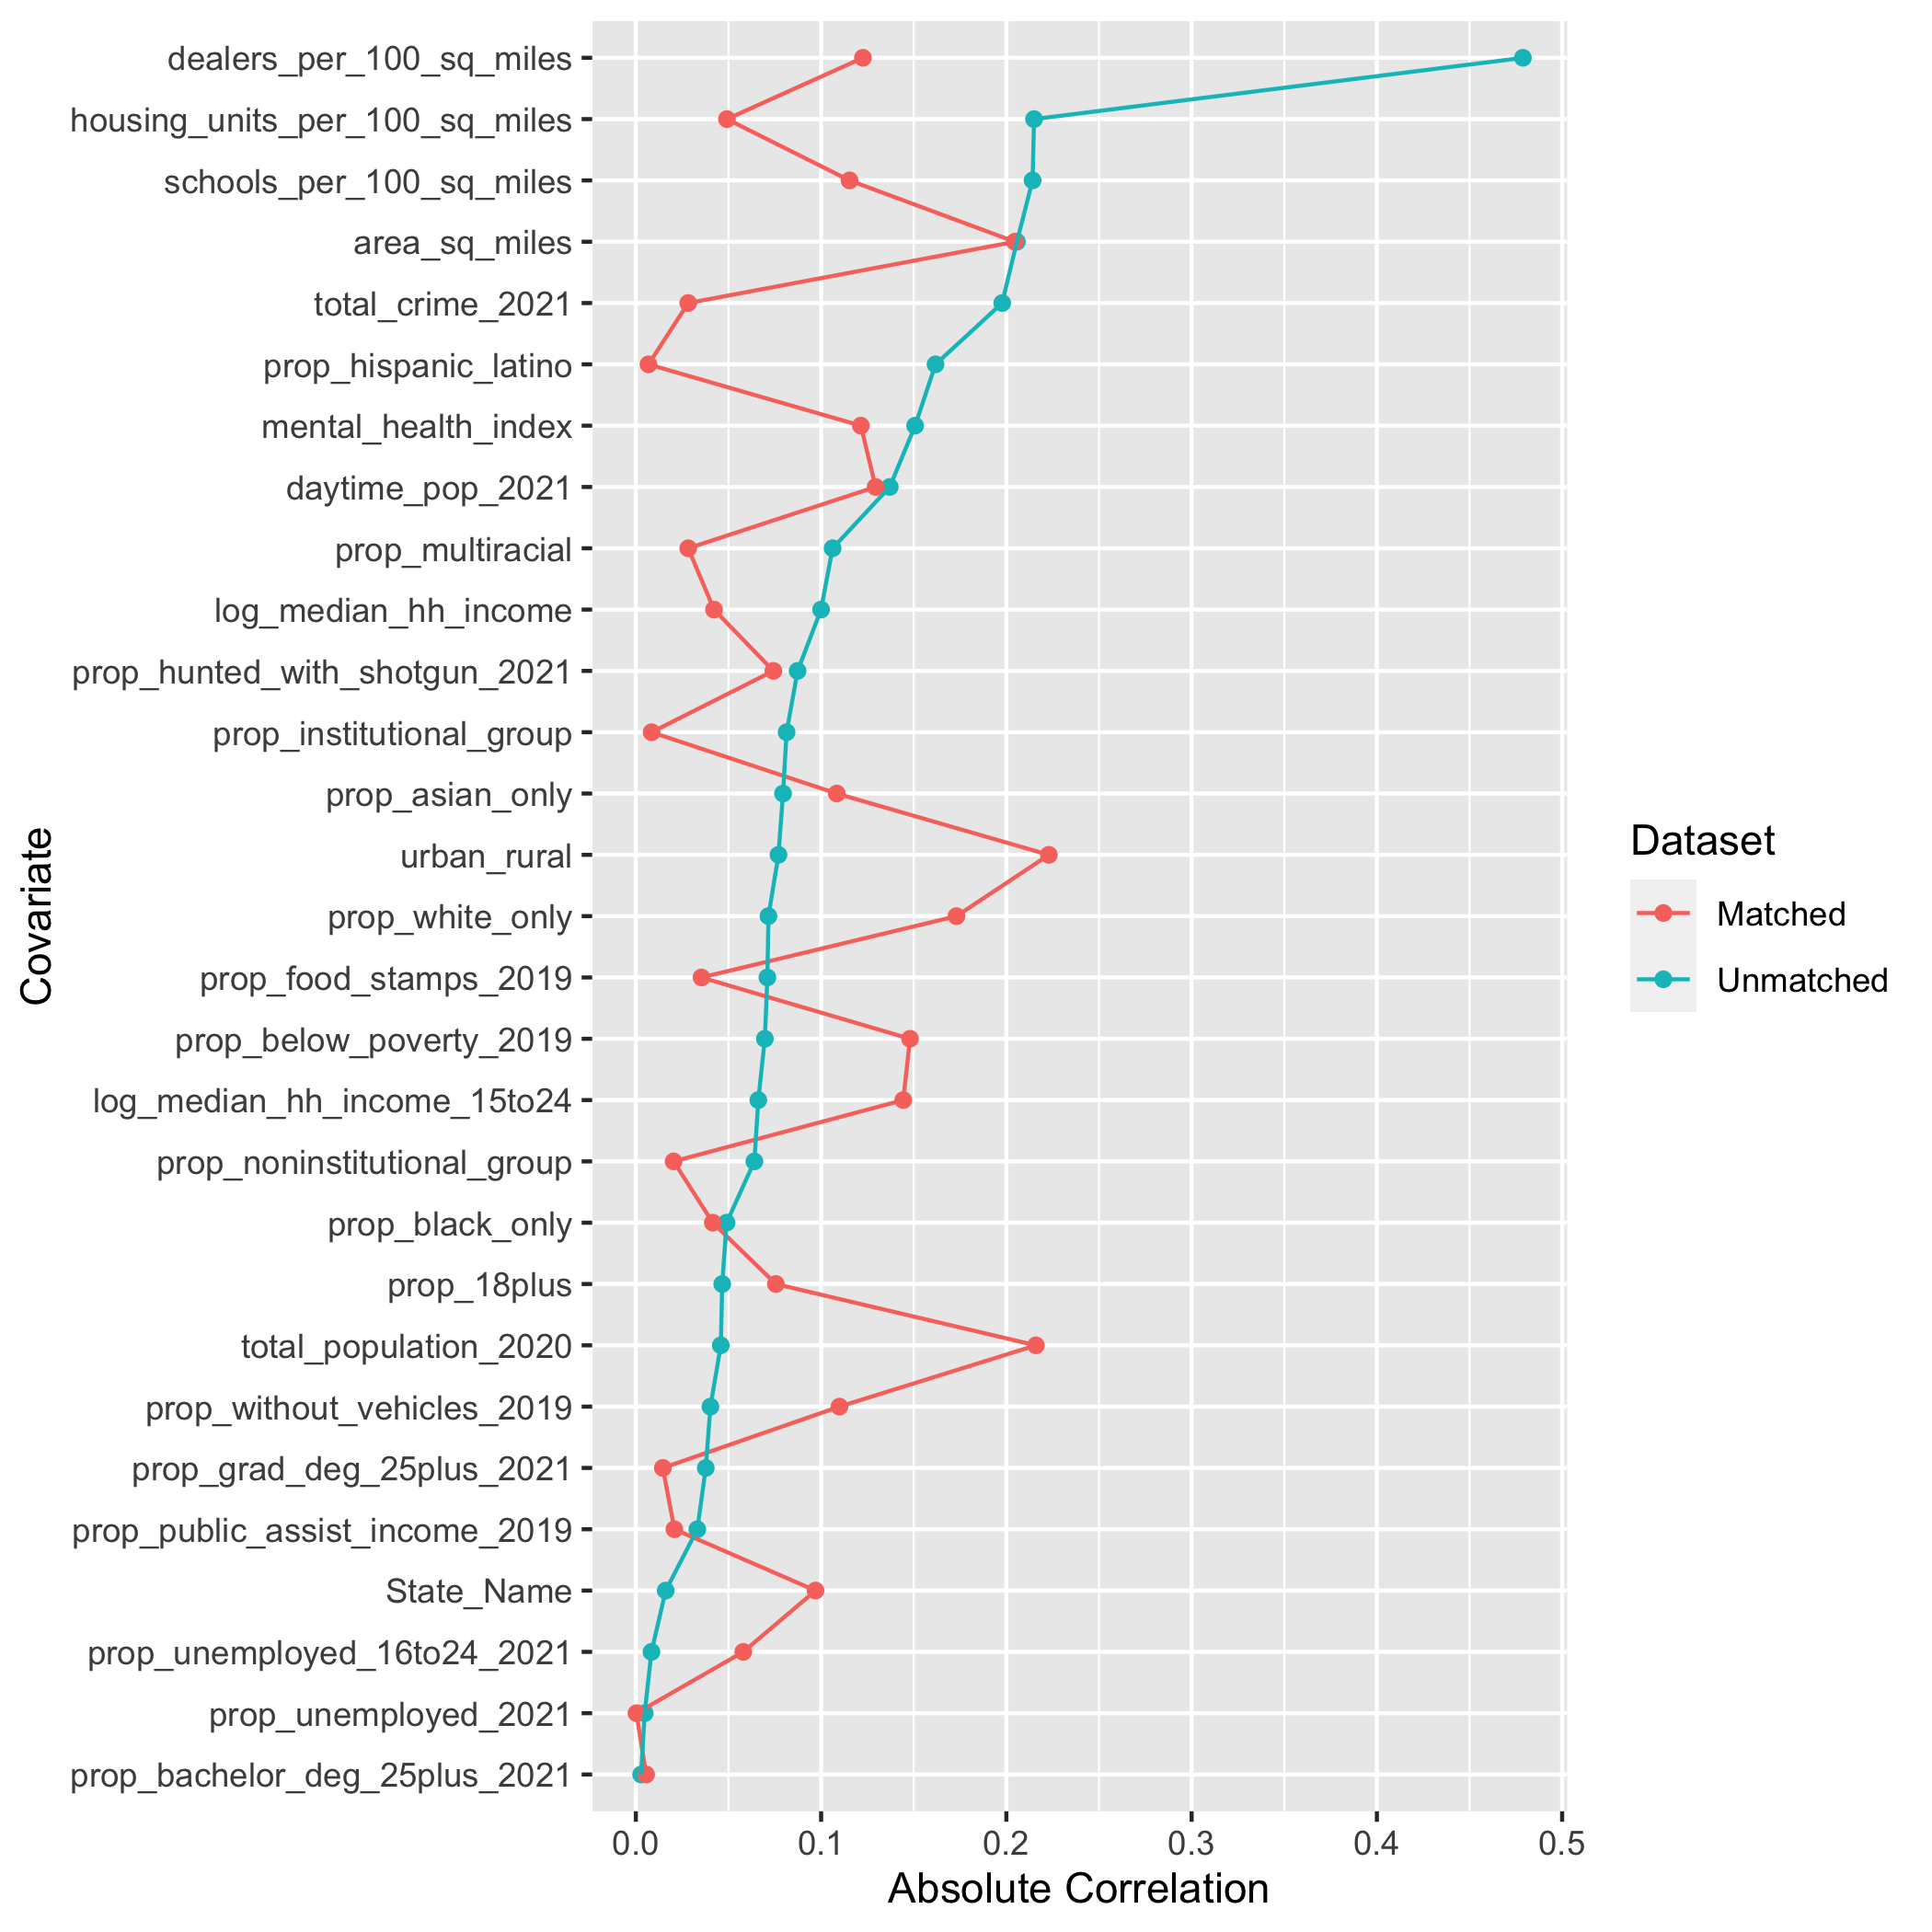 dealers_per_100_sq_miles
housing_units_per_100_sq_miles
schools_per_100_sq_miles
area_sq_miles
total_crime_2021
prop_hispanic_latino
mental_health_index
daytime_pop_2021
prop_multiracial
log_median_hh_income
prop_hunted_with_shotgun_2021
prop_institutional_group
prop_asian_only
urban_rural
prop_white_only
prop_food_stamps_2019
prop_below_poverty_2019
log_median_hh_income_15to24
prop_noninstitutional_group
prop_black_only
prop_18plus
total_population_2020
prop_without_vehicles_2019
prop_grad_deg_25plus_2021
prop_public_assist_income_2019
State_Name
prop_unemployed_16to24_2021
prop_unemployed_2021
prop_bachelor_deg_25plus_2021
Covariate
0.0 0.1 0.2 0.3 0.4 0.5
Absolute Correlation
Dataset
Matched
Unmatched